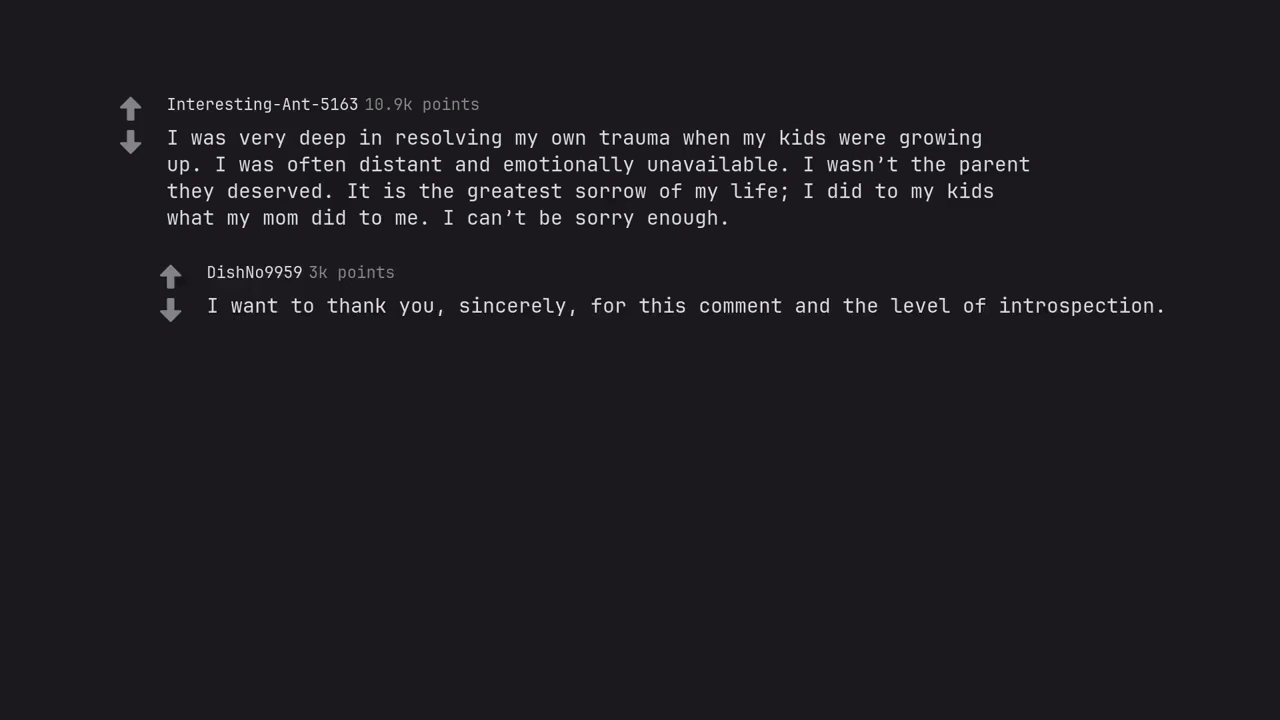 Interesting-Ant-5163 10.9k points
I was very deep in resolving my own trauma when my kids were growing
up. I was often distant and emotionally unavailable. I wasn’t the parent
they deserved. It is the greatest sorrow of my life; I did to my kids
what my mom did to me. I can’t be sorry enough.
DishNo9959 3k points
I want to thank you, sincerely, for this comment and the level of introspection.